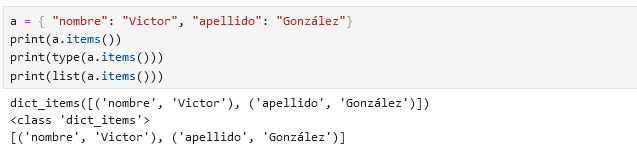 a = { "nombre": "Victor", "apellido": "González"}
print(a.items())
print(type(a.items()))
print(list(a.items()))
dict_items([('nombre', 'Victor'), ('apellido', 'González')])
<class 'dict_items'>
[('nombre', 'Victor'), ('apellido', 'González')]